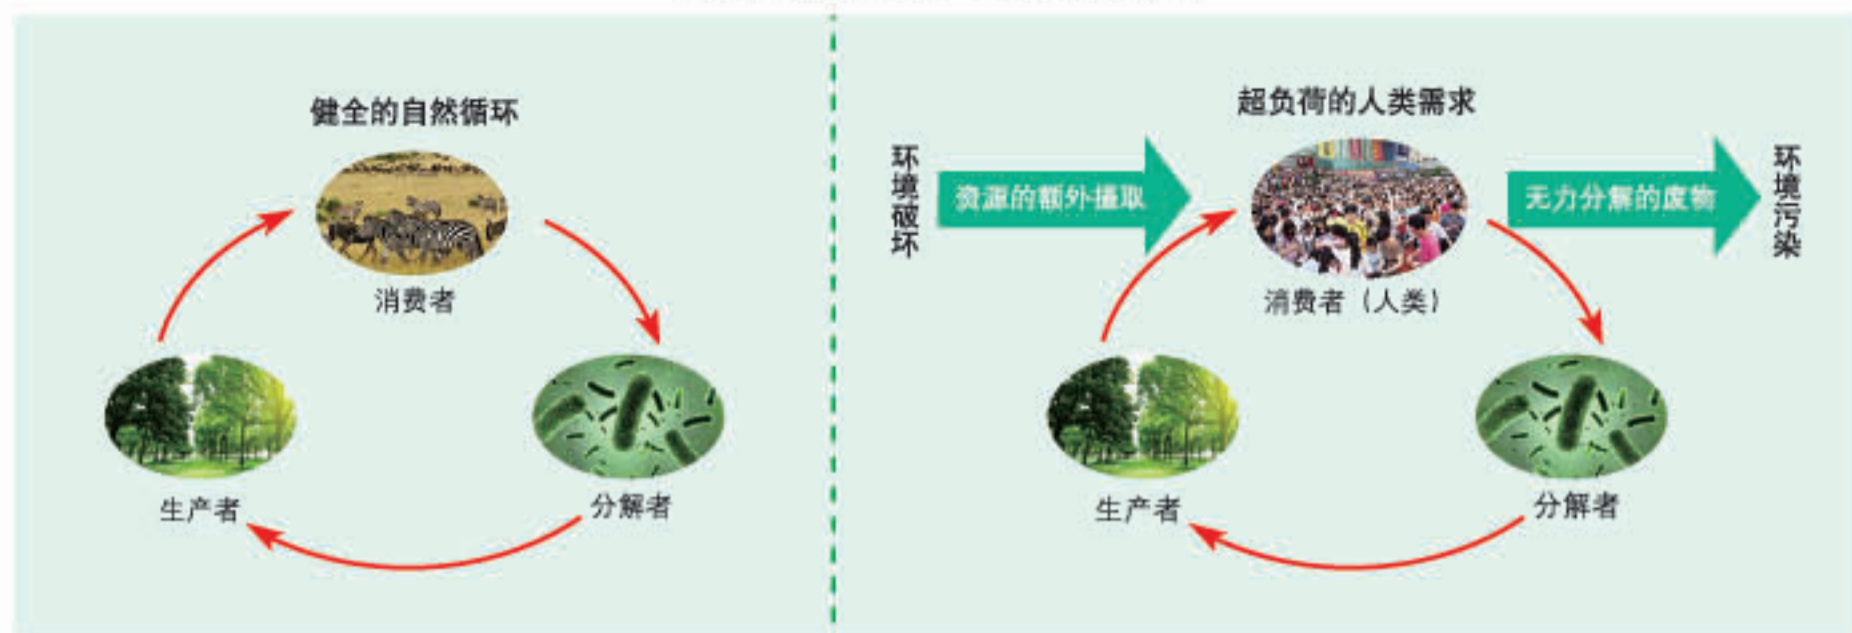 健全的自然循环
消费者
生产者
分解者
超负荷的人类需求
环境破坏
资源的额外摄取
无力分解的废物
环境污染
消费者（人类）
生产者
分解者